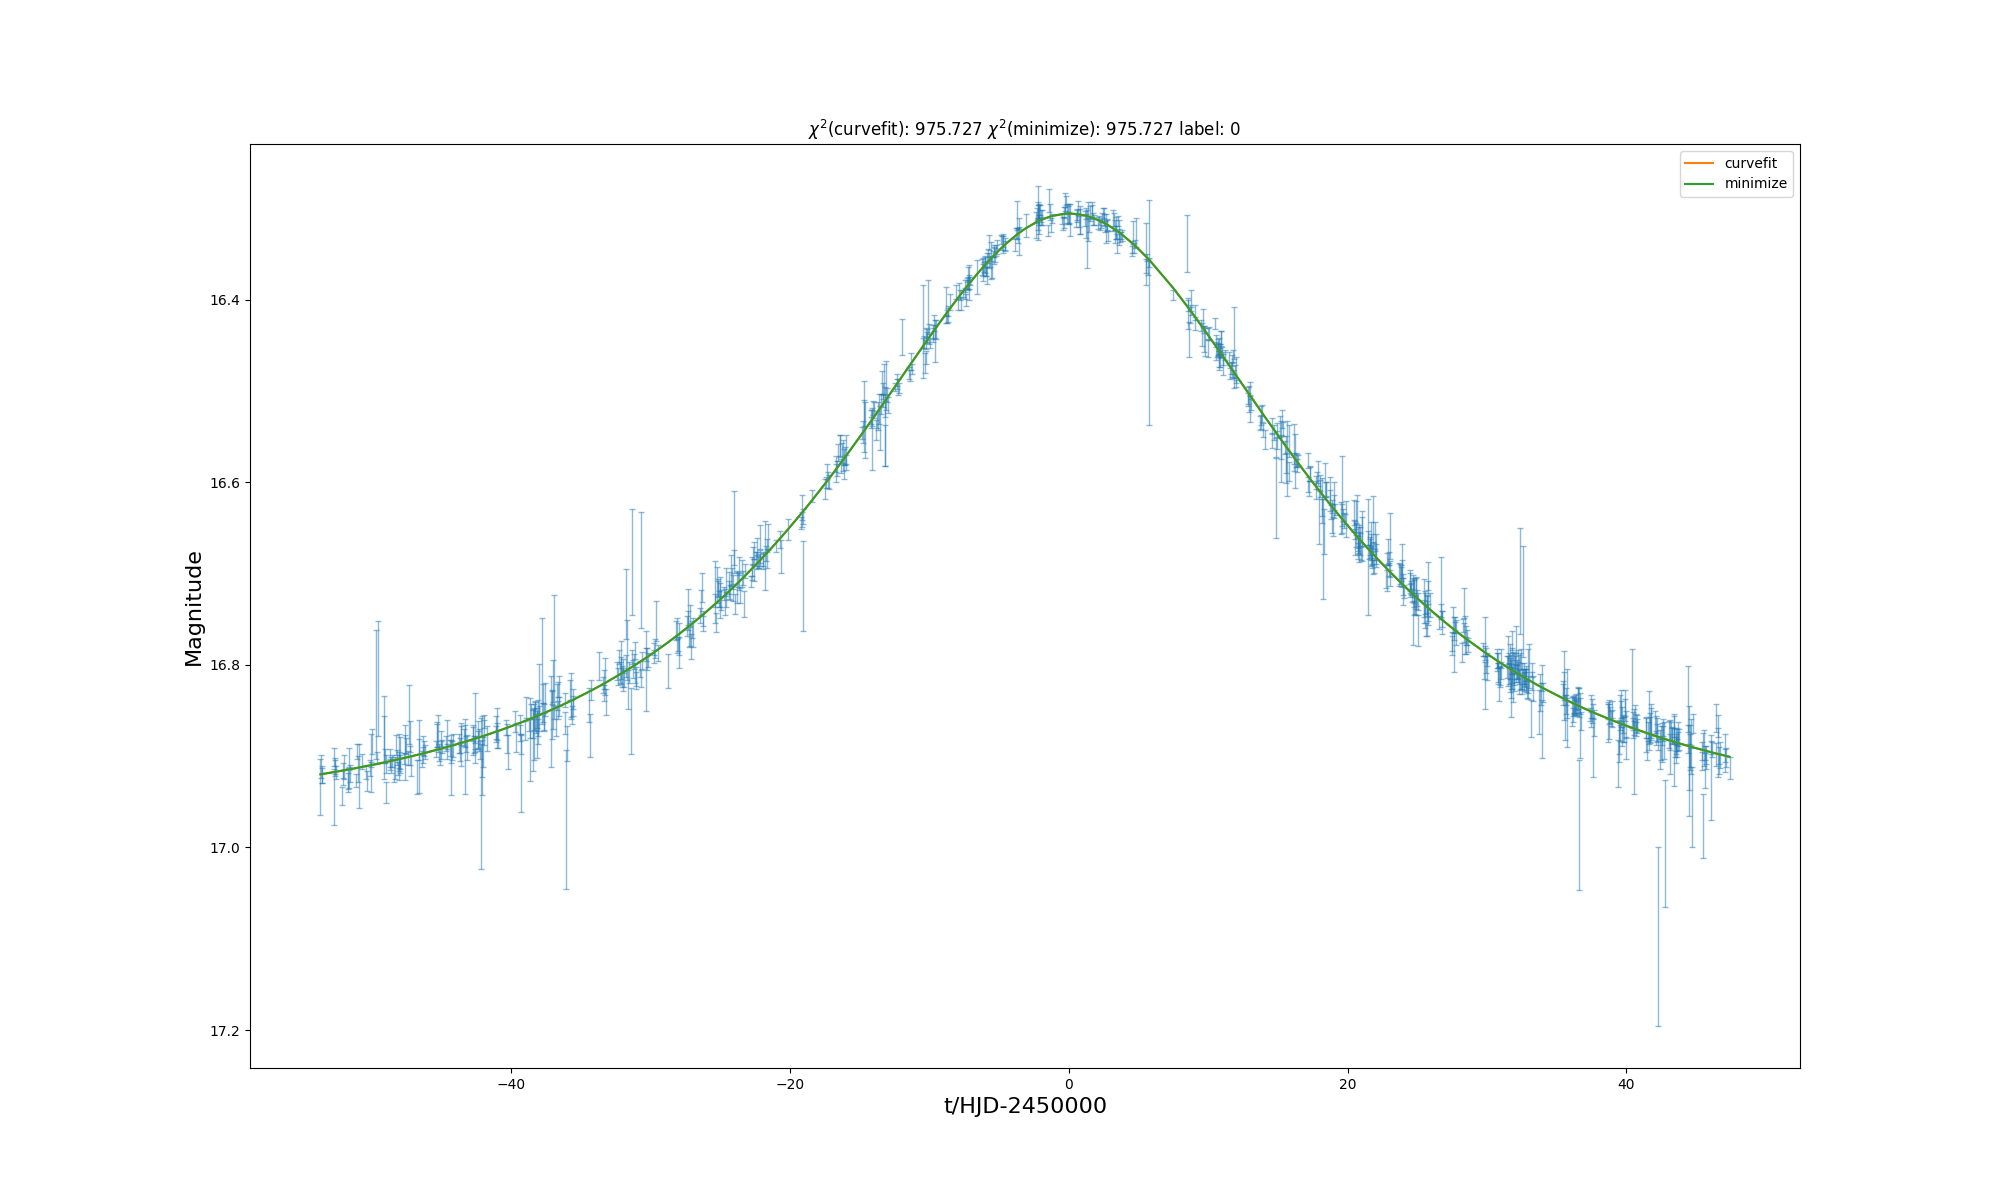 χ²(curvefit): 975.727 χ²(minimize): 975.727 label: 0
curvefit
minimize
Magnitude
16.4
16.6
16.8
17.0
17.2
−40
−20
0
20
40
t/HJD-2450000